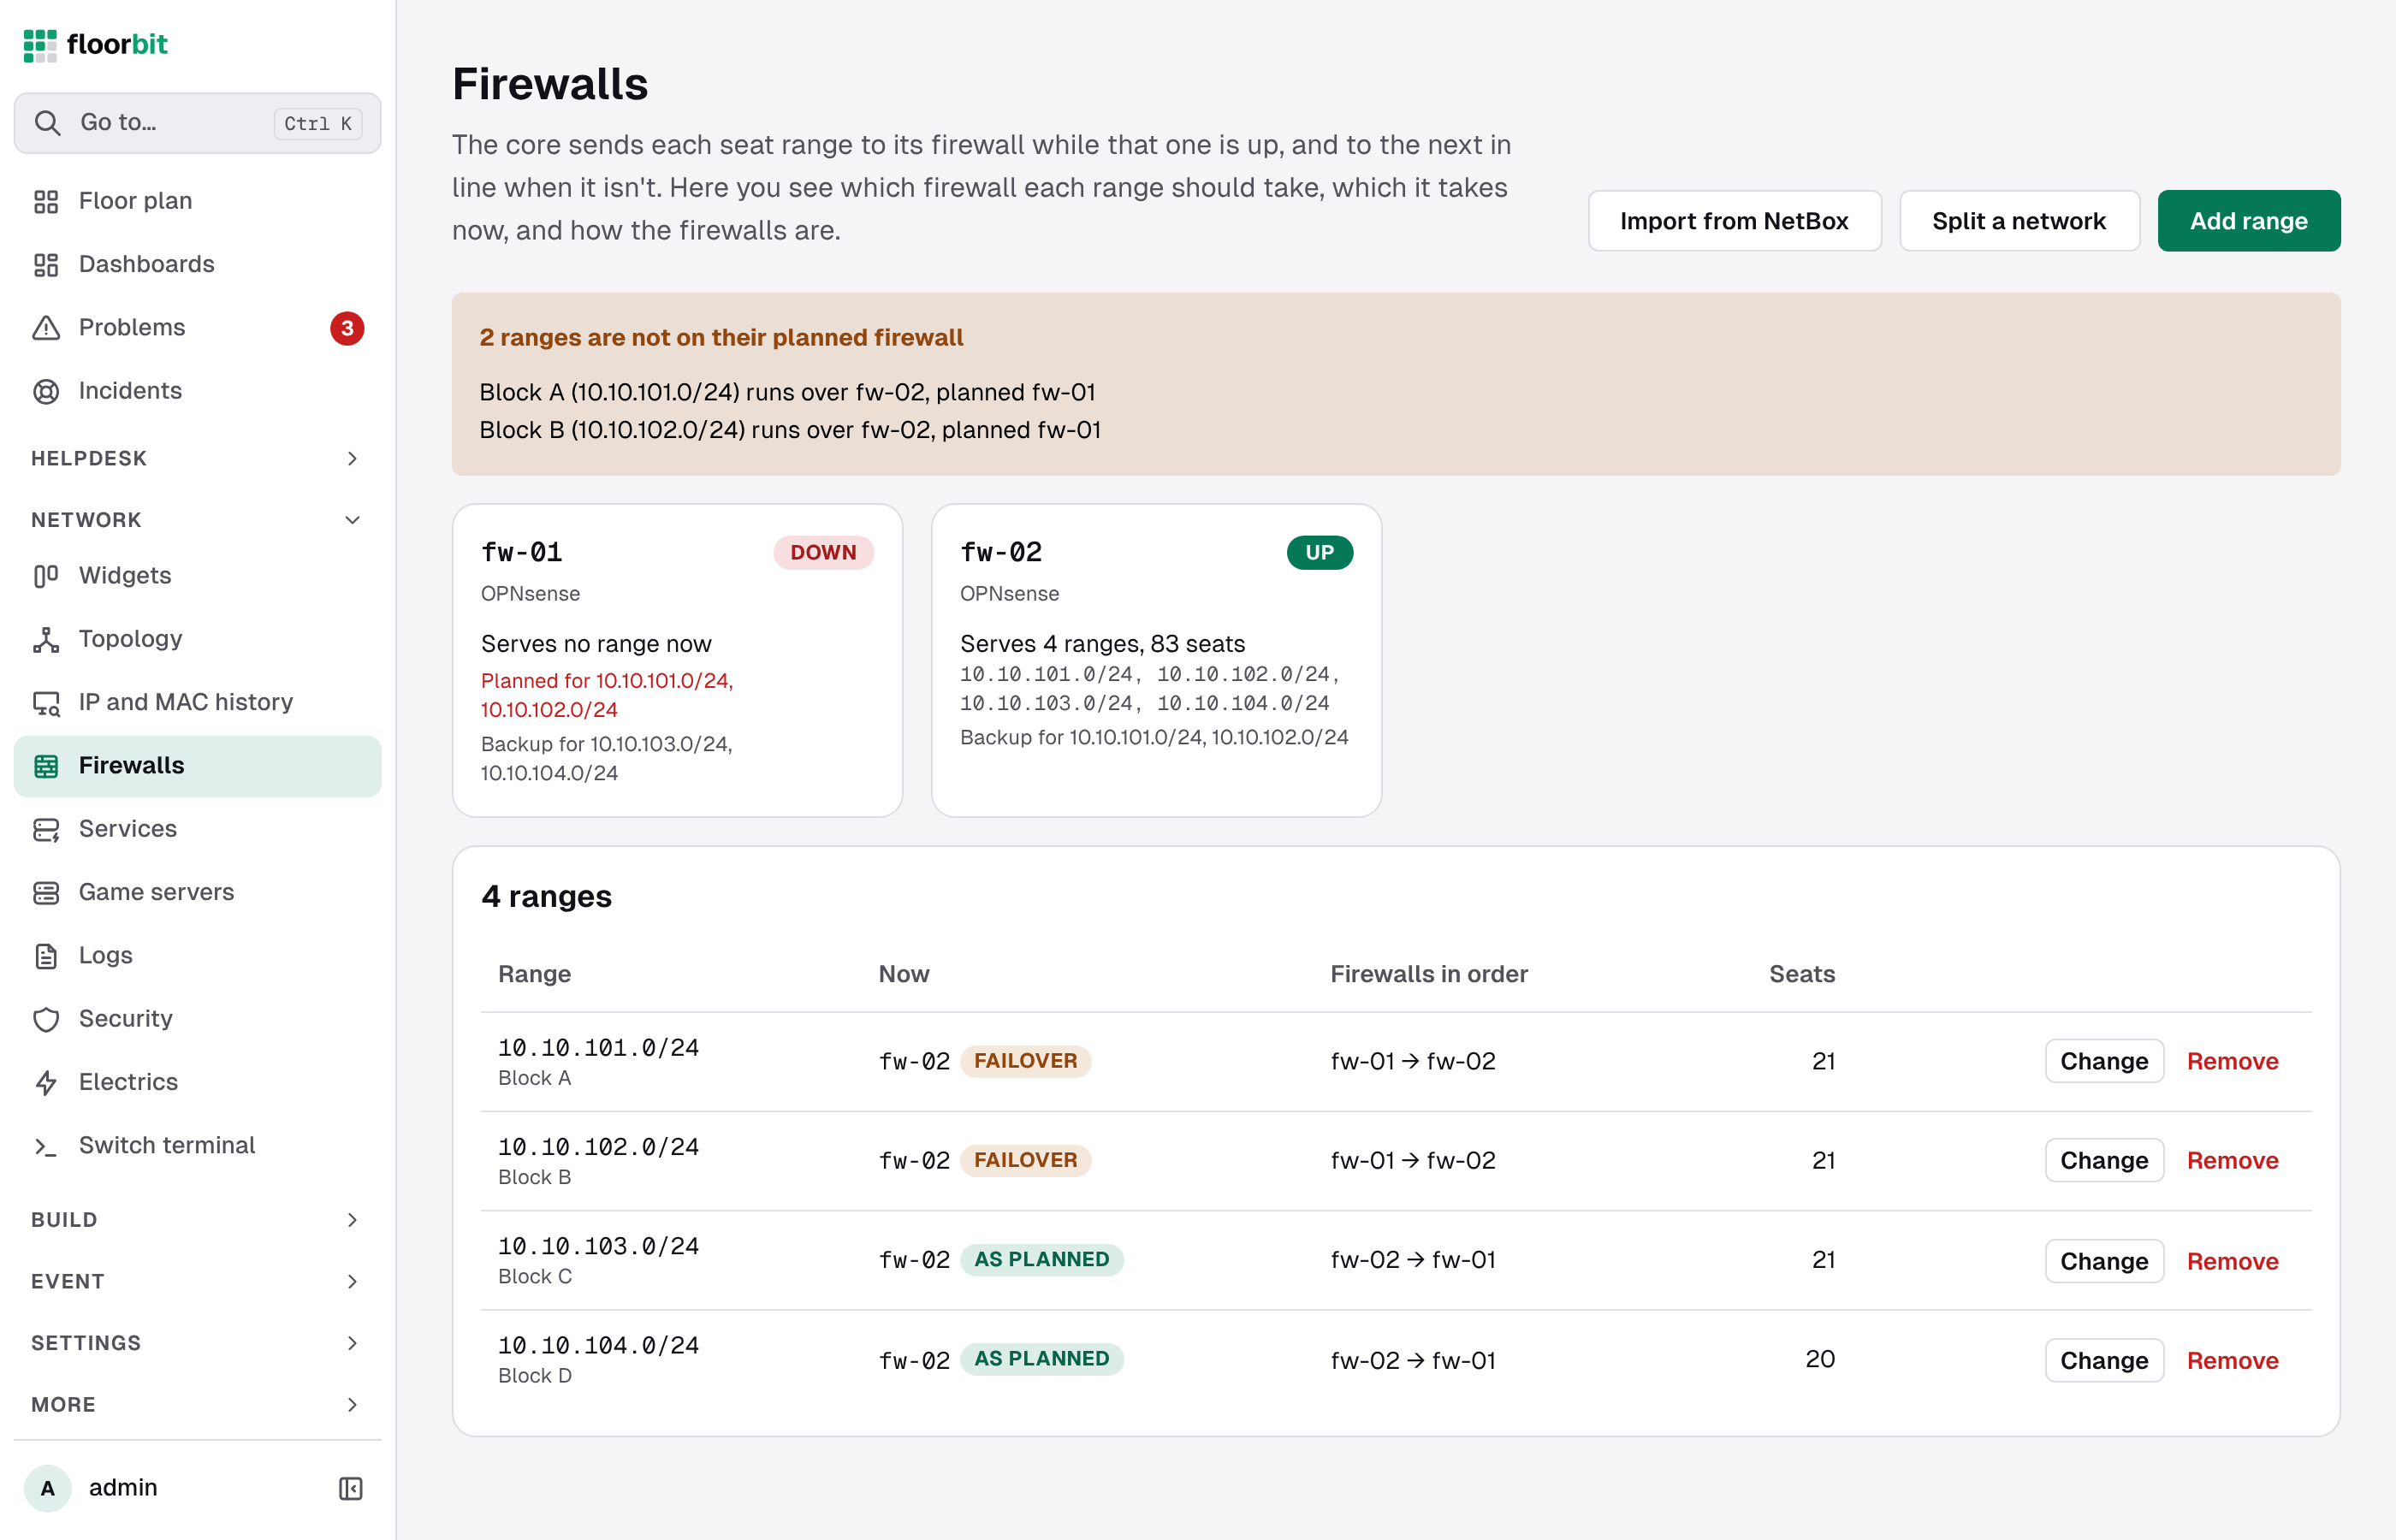 floorbit
Go to...
Ctrl K
Floor plan
Dashboards
Problems
3
Incidents
HELPDESK
NETWORK
Widgets
Topology
IP and MAC history
Firewalls
Services
Game servers
Logs
Security
Electrics
Switch terminal
BUILD
EVENT
SETTINGS
MORE
A
admin
Firewalls
The core sends each seat range to its firewall while that one is up, and to the next in
line when it isn't. Here you see which firewall each range should take, which it takes
now, and how the firewalls are.
Import from NetBox
Split a network
Add range
2 ranges are not on their planned firewall
Block A (10.10.101.0/24) runs over fw-02, planned fw-01
Block B (10.10.102.0/24) runs over fw-02, planned fw-01
fw-01
DOWN
OPNsense
Serves no range now
Planned for 10.10.101.0/24,
10.10.102.0/24
Backup for 10.10.103.0/24,
10.10.104.0/24
fw-02
UP
OPNsense
Serves 4 ranges, 83 seats
10.10.101.0/24, 10.10.102.0/24,
10.10.103.0/24, 10.10.104.0/24
Backup for 10.10.101.0/24, 10.10.102.0/24
4 ranges
Range Now Firewalls in order Seats
10.10.101.0/24
Block A
fw-02 FAILOVER fw-01 → fw-02 21 Change Remove
10.10.102.0/24
Block B
fw-02 FAILOVER fw-01 → fw-02 21 Change Remove
10.10.103.0/24
Block C
fw-02 AS PLANNED fw-02 → fw-01 21 Change Remove
10.10.104.0/24
Block D
fw-02 AS PLANNED fw-02 → fw-01 20 Change Remove